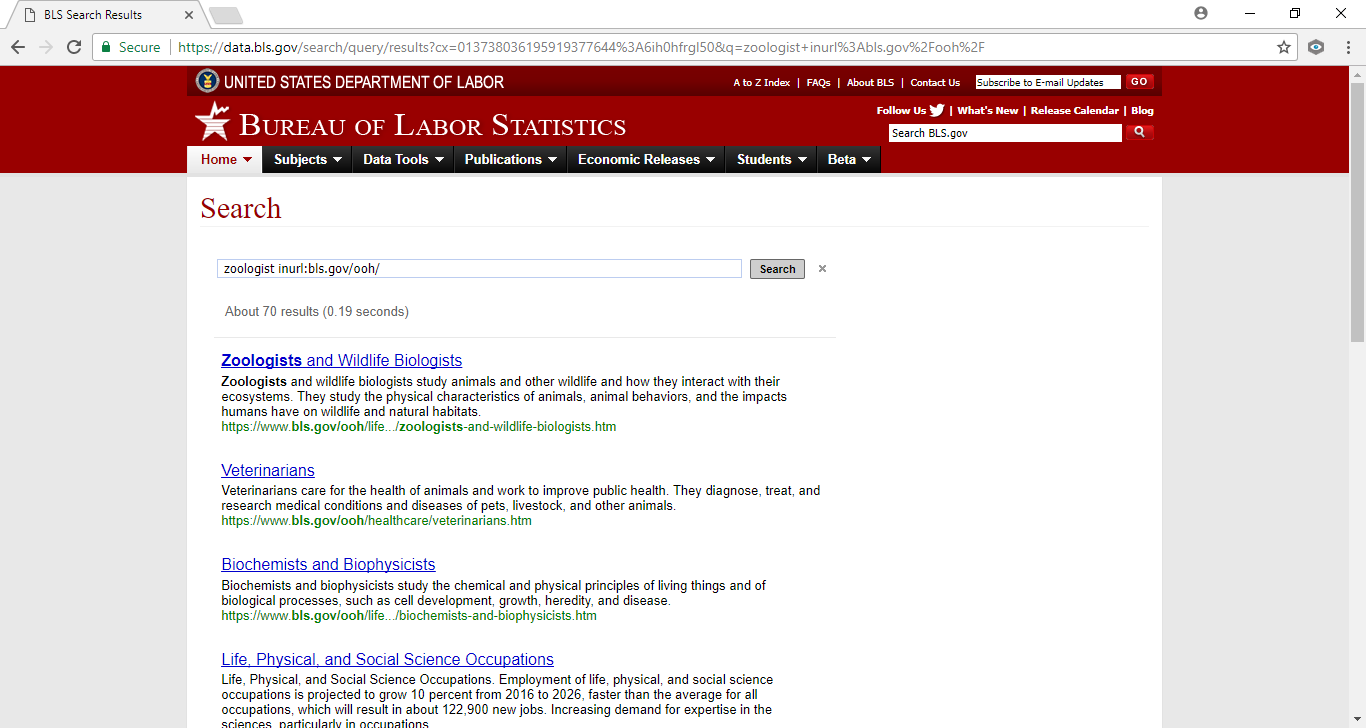 BLS Search Results
Secure https://data.bls.gov/search/query/results?cx=013738036195919377644%3A6ih0hfrgl50&q=zoologist+inurl%3Abls.gov%2Fooh%2F
UNITED STATES DEPARTMENT OF LABOR
A to Z Index | FAQs | About BLS | Contact Us Subscribe to E-mail Updates GO
Follow Us | What's New | Release Calendar | Blog
BUREAU OF LABOR STATISTICS
Search BLS.gov
Home Subjects Data Tools Publications Economic Releases Students Beta
Search
zoologist inurl:bls.gov/ooh/ Search
About 70 results (0.19 seconds)
Zoologists and Wildlife Biologists
Zoologists and wildlife biologists study animals and other wildlife and how they interact with their
ecosystems. They study the physical characteristics of animals, animal behaviors, and the impacts
humans have on wildlife and natural habitats.
https://www.bls.gov/ooh/life.../zoologists-and-wildlife-biologists.htm
Veterinarians
Veterinarians care for the health of animals and work to improve public health. They diagnose, treat, and
research medical conditions and diseases of pets, livestock, and other animals.
https://www.bls.gov/ooh/healthcare/veterinarians.htm
Biochemists and Biophysicists
Biochemists and biophysicists study the chemical and physical principles of living things and of
biological processes, such as cell development, growth, heredity, and disease.
https://www.bls.gov/ooh/life.../biochemists-and-biophysicists.htm
Life, Physical, and Social Science Occupations
Life, Physical, and Social Science Occupations. Employment of life, physical, and social science
occupations is projected to grow 10 percent from 2016 to 2026, faster than the average for all
occupations, which will result in about 122,900 new jobs. Increasing demand for expertise in the
sciences, particularly in occupations